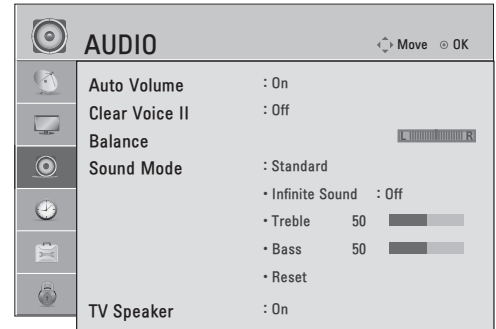 AUDIO
Move OK
Auto Volume : On
Clear Voice II : Off
Balance L R
Sound Mode : Standard
• Infinite Sound : Off
• Treble 50
• Bass 50
• Reset
TV Speaker : On